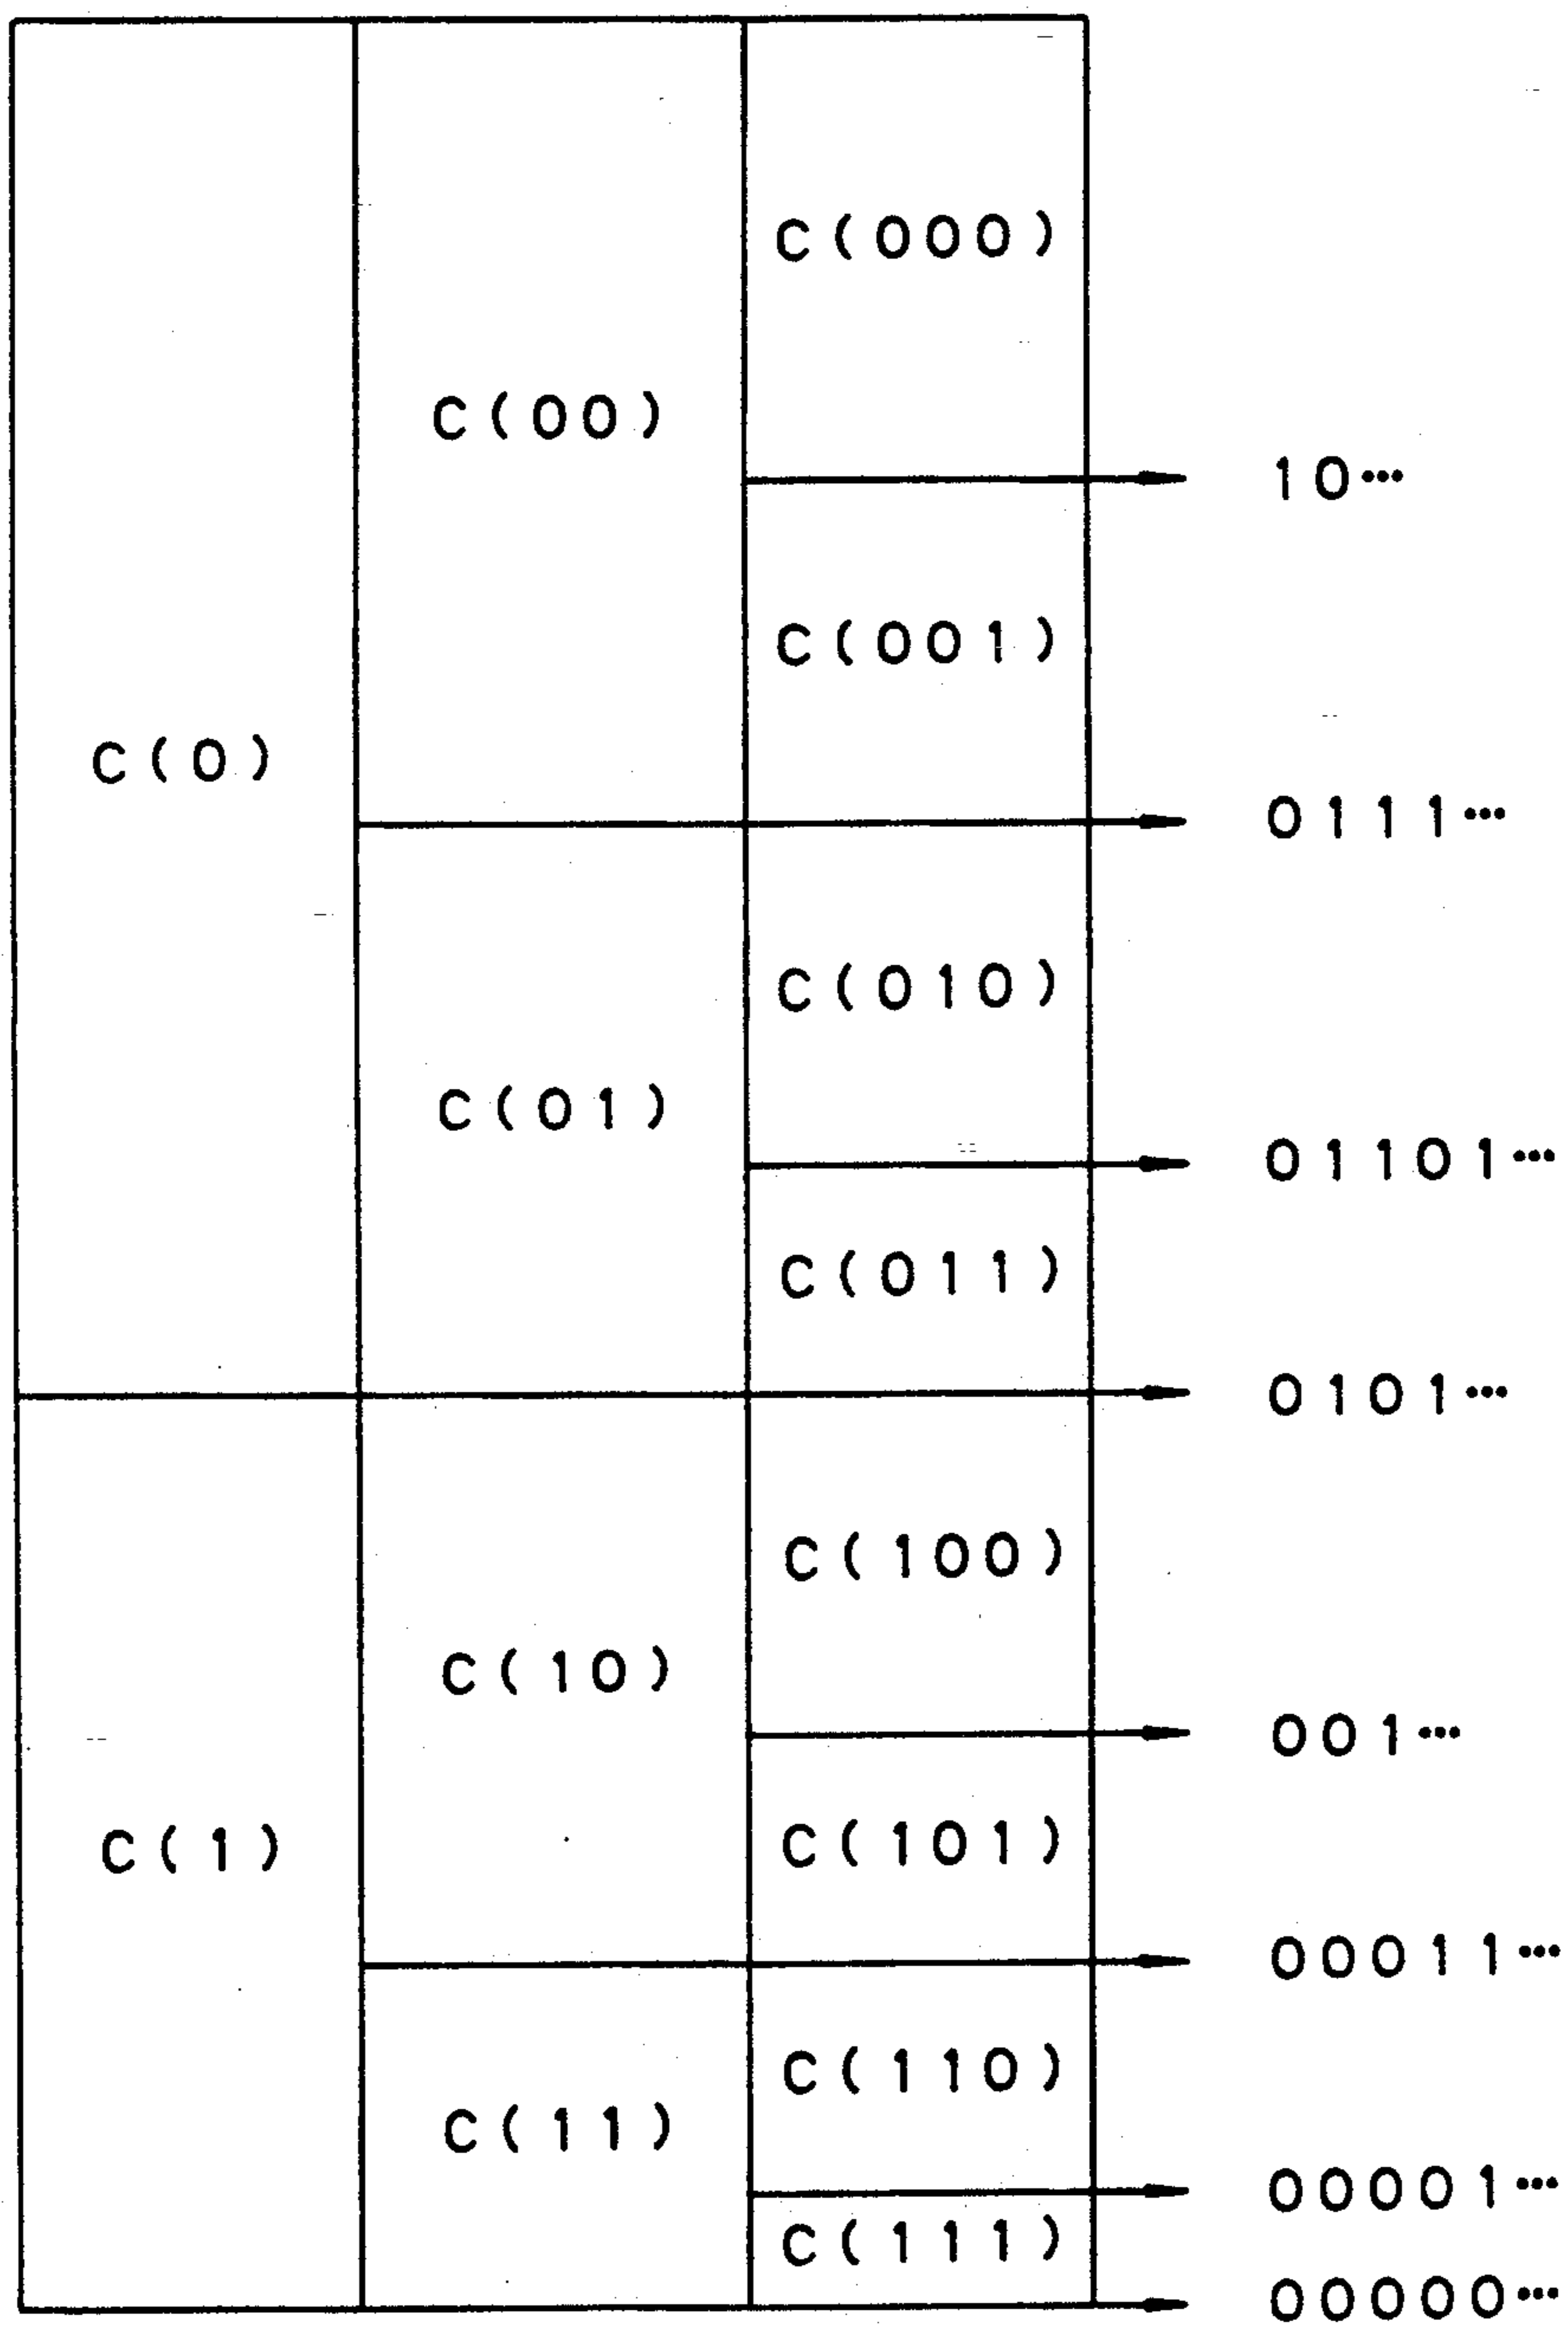 C(000)
C(00)
10…
C(001)
C(0)
0111…
C(010)
C(01)
01101…
C(011)
0101…
C(100)
C(10)
001…
C(101)
C(1)
00011…
C(110)
C(11)
00001…
C(111)
00000…